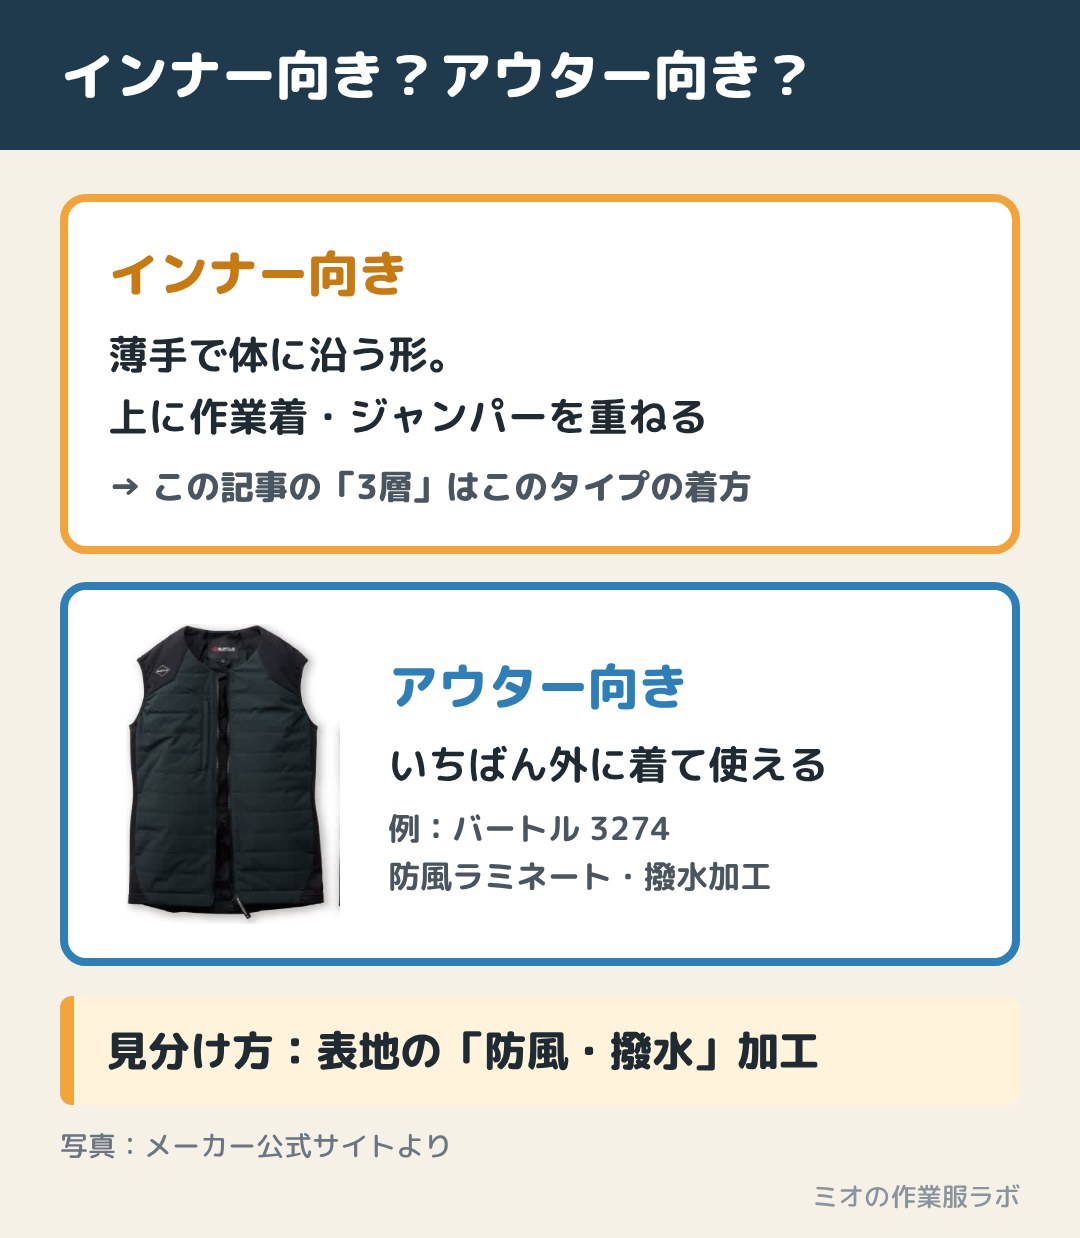 インナー向き？アウター向き？
インナー向き
薄手で体に沿う形。
上に作業着・ジャンパーを重ねる
→ この記事の「3層」はこのタイプの着方
アウター向き
いちばん外に着て使える
例：バートル 3274
防風ラミネート・撥水加工
見分け方：表地の「防風・撥水」加工
写真：メーカー公式サイトより
ミオの作業服ラボ